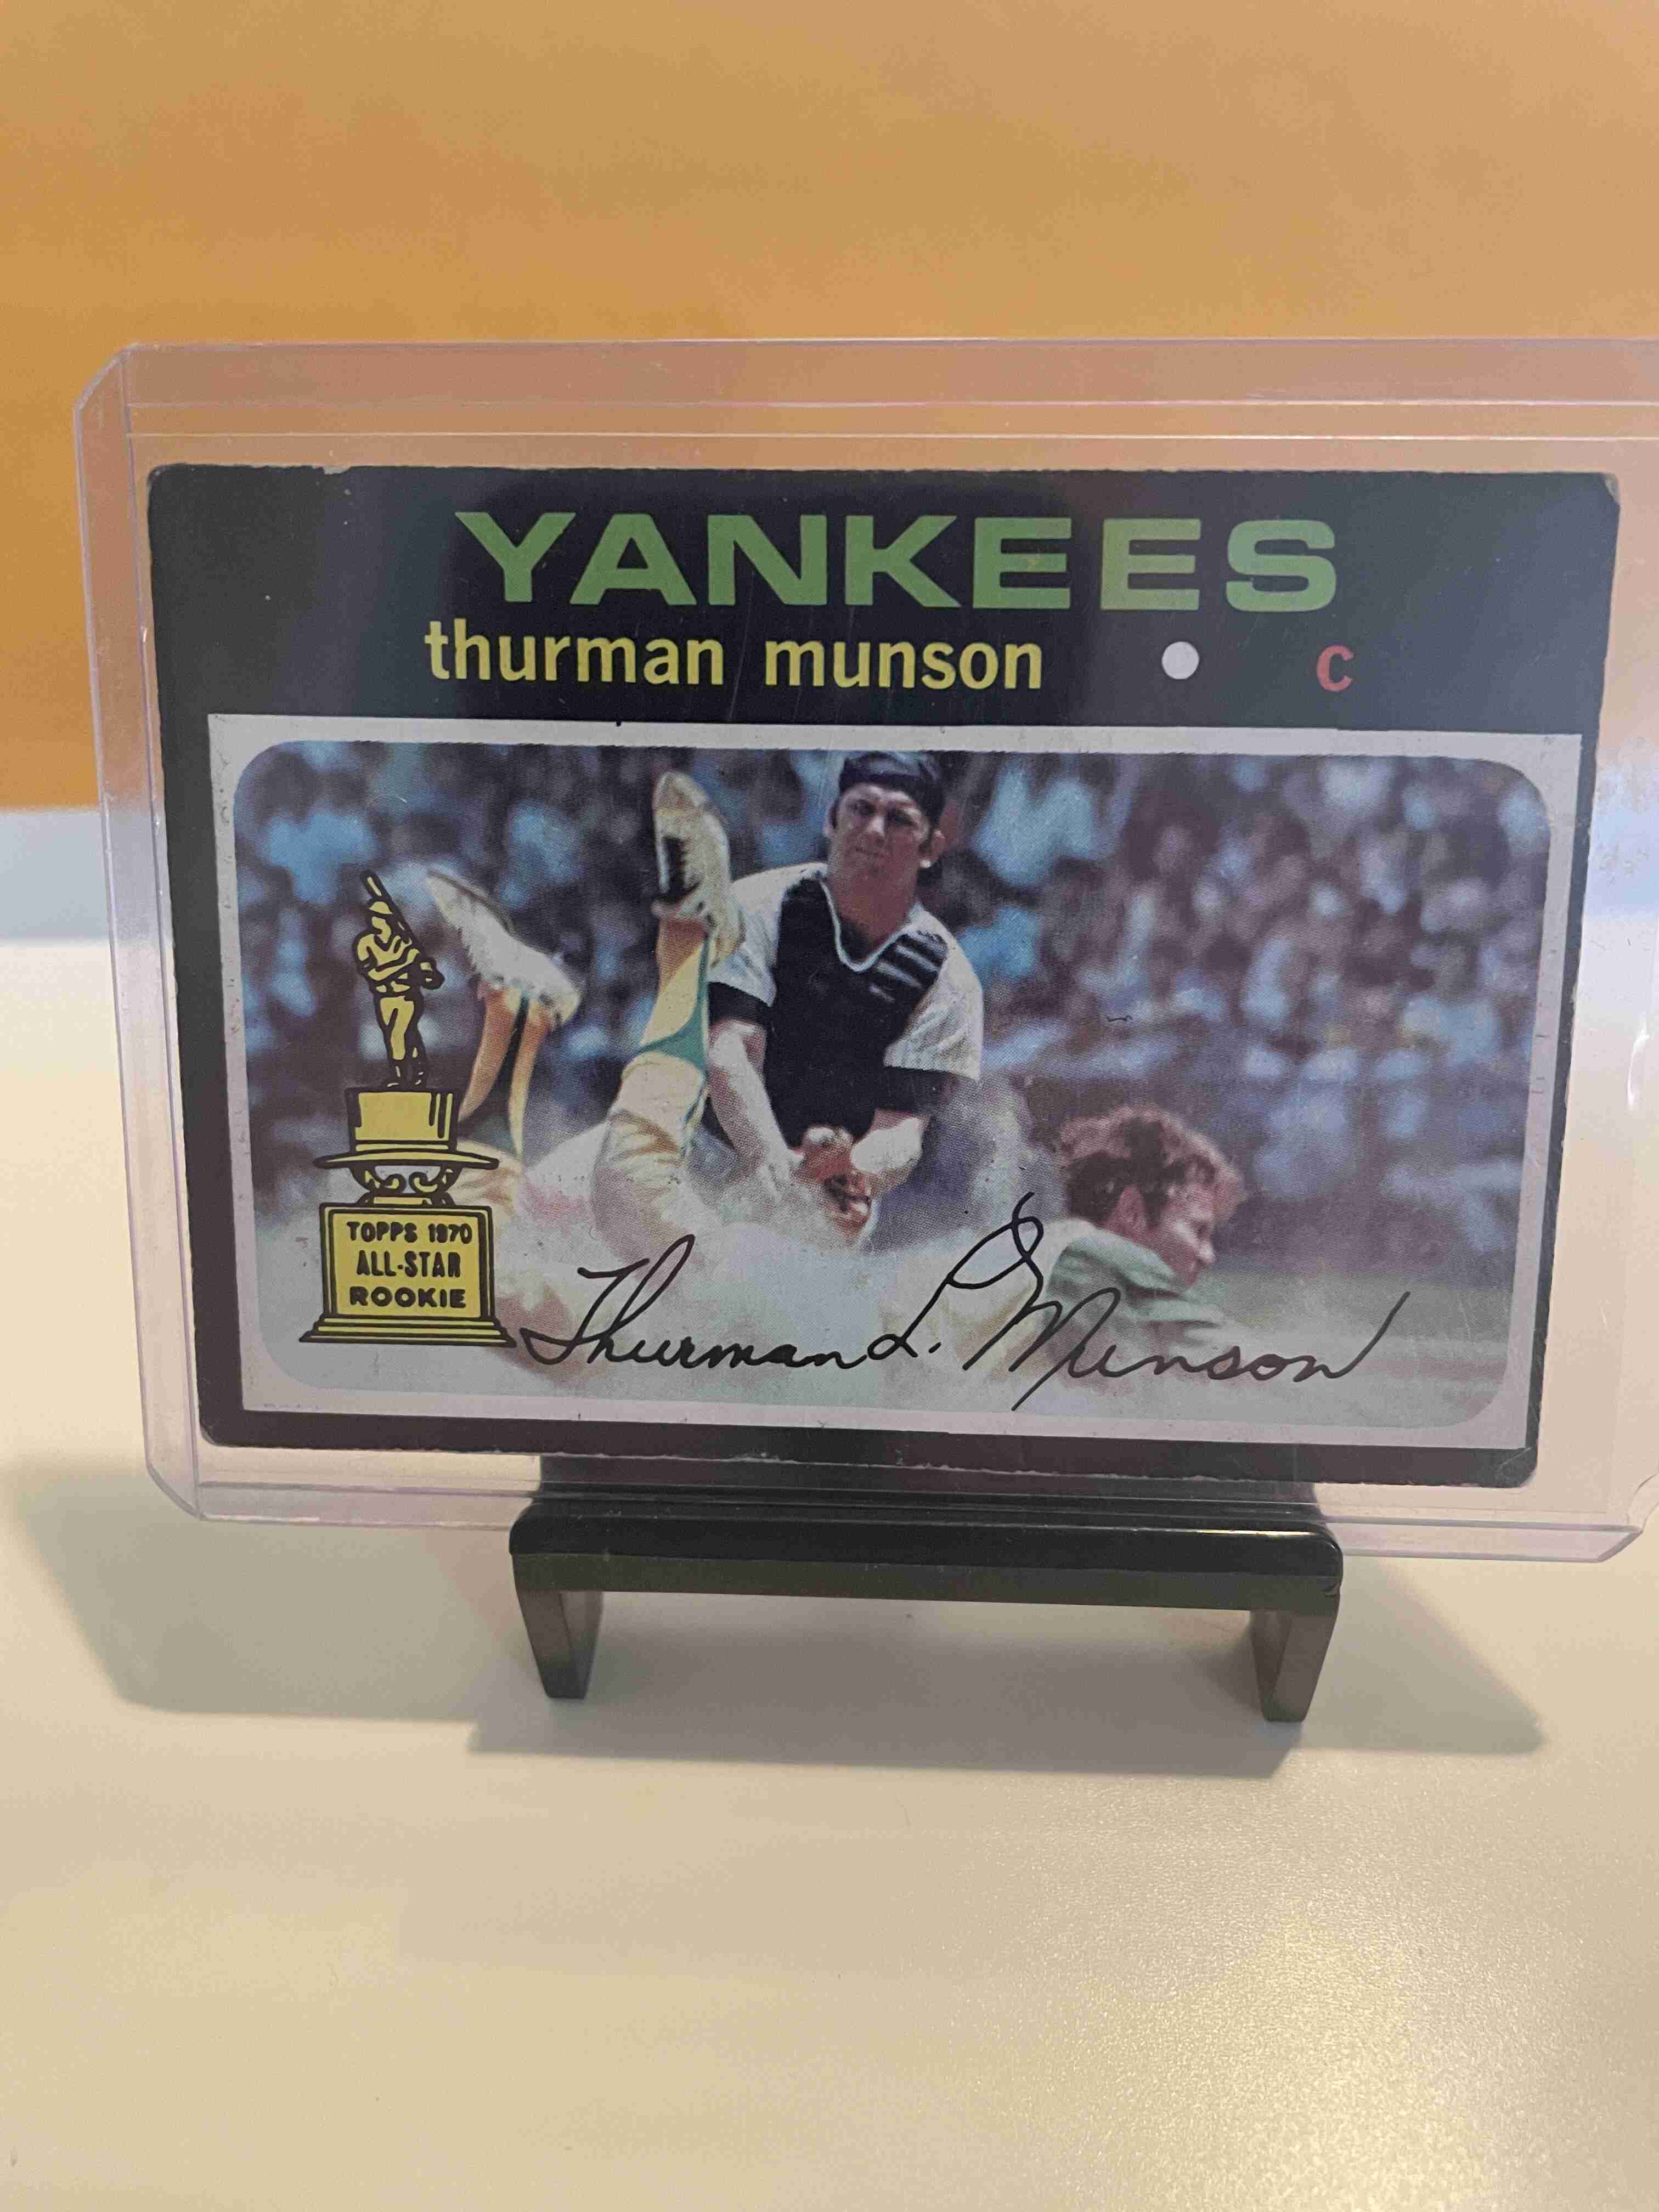 YANKEES
thurman munson • c
TOPPS 1970
ALL-STAR
ROOKIE
Thurman L. Munson